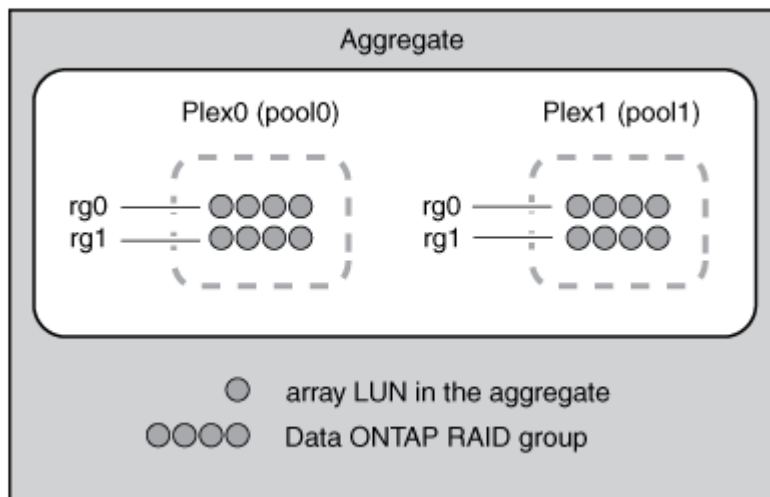 Aggregate
Plex0 (pool0) Plex1 (pool1)
rg0 rg0
rg1 rg1
array LUN in the aggregate
Data ONTAP RAID group